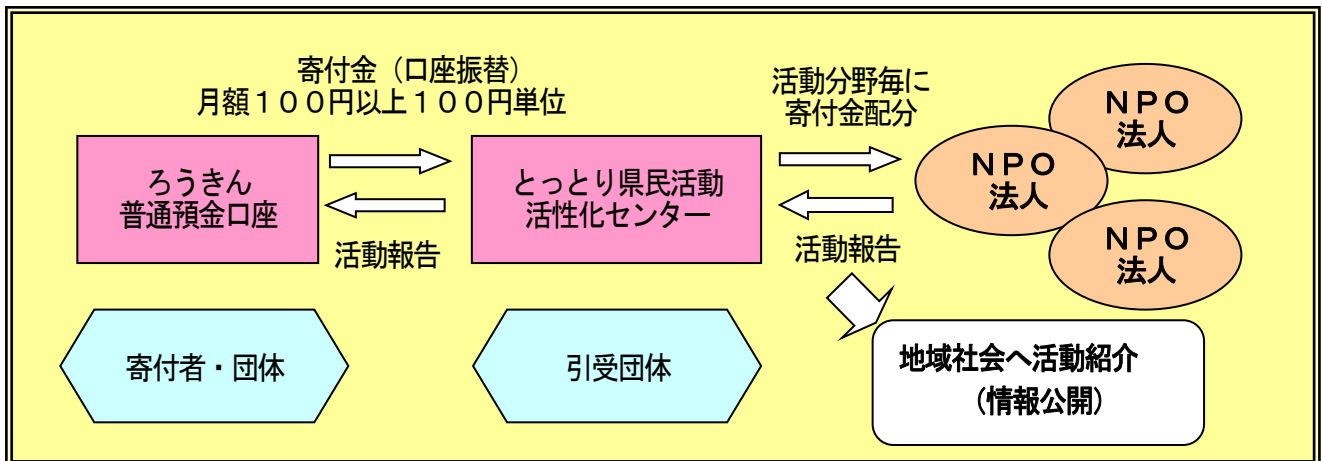 寄付金（口座振替）
月額１００円以上１００円単位
活動分野毎に
寄付金配分
ＮＰＯ
法人
ＮＰＯ
法人
ＮＰＯ
法人
ろうきん
普通預金口座
とっとり県民活動
活性化センター
活動報告
活動報告
寄付者・団体
引受団体
地域社会へ活動紹介
（情報公開）